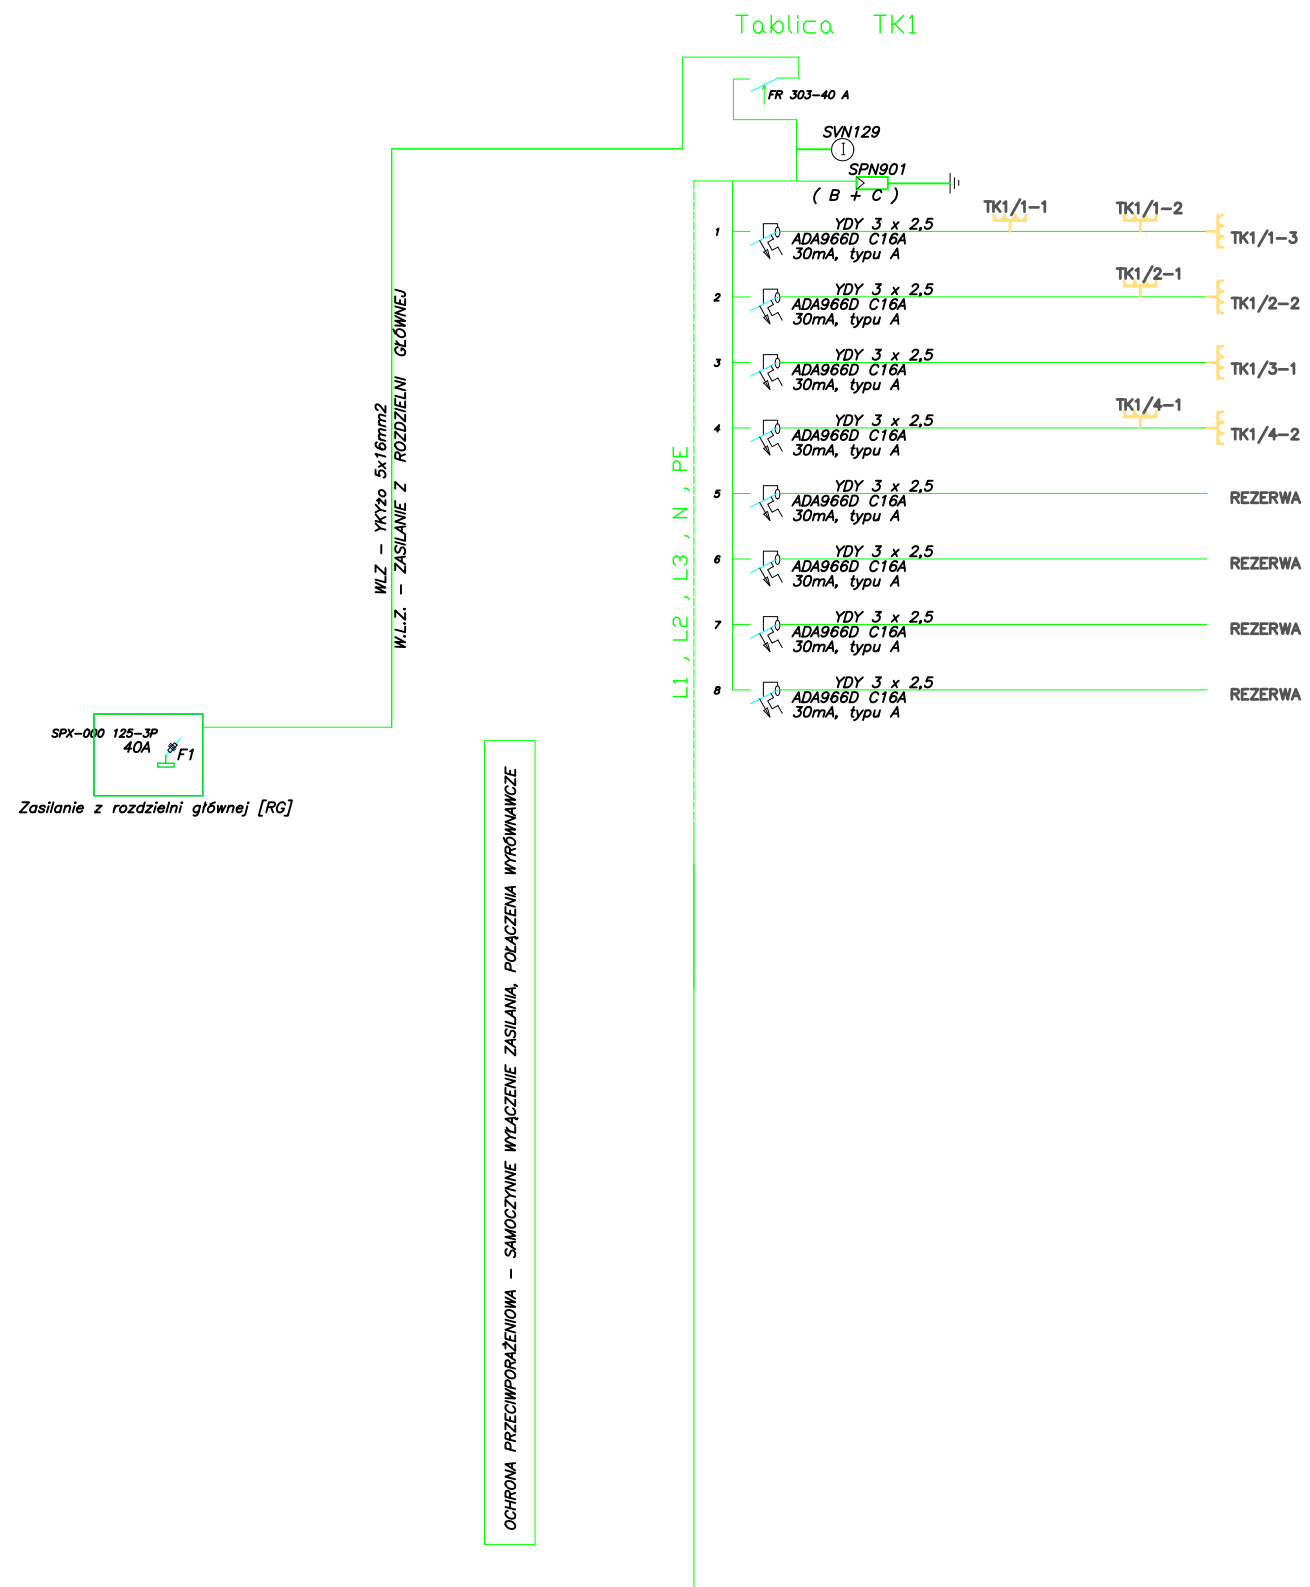 Tablica TK1
FR 303-40 A
SVN129
I
SPN901
( B + C )
TK1/1-1
TK1/1-2
1
YDY 3 x 2,5
ADA966D C16A
30mA, typu A
TK1/1-3
TK1/2-1
2
YDY 3 x 2,5
ADA966D C16A
30mA, typu A
TK1/2-2
3
YDY 3 x 2,5
ADA966D C16A
30mA, typu A
TK1/3-1
TK1/4-1
4
YDY 3 x 2,5
ADA966D C16A
30mA, typu A
TK1/4-2
5
YDY 3 x 2,5
ADA966D C16A
30mA, typu A
REZERWA
6
YDY 3 x 2,5
ADA966D C16A
30mA, typu A
REZERWA
7
YDY 3 x 2,5
ADA966D C16A
30mA, typu A
REZERWA
8
YDY 3 x 2,5
ADA966D C16A
30mA, typu A
REZERWA
L1 , L2 , L3 , N , PE
WLZ - YKYżo 5x16mm2
W.L.Z. - ZASILANIE Z ROZDZIELNI GŁÓWNEJ
SPX-000 125-3P
40A
F1
Zasilanie z rozdzielni głównej [RG]
OCHRONA PRZECIWPORAŻENIOWA - SAMOCZYNNE WYŁĄCZENIE ZASILANIA, POŁĄCZENIA WYRÓWNAWCZE